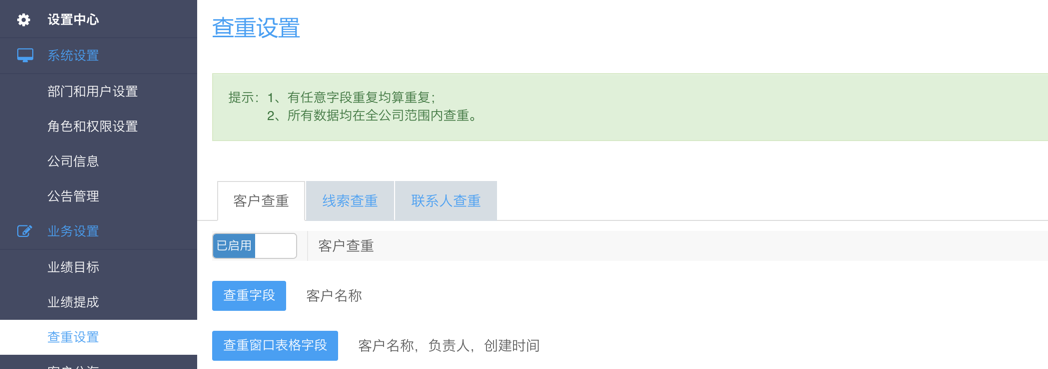 设置中心
系统设置
部门和用户设置
角色和权限设置
公司信息
公告管理
业务设置
业绩目标
业绩提成
查重设置
查重设置
提示：1、有任意字段重复均算重复；
2、所有数据均在全公司范围内查重。
客户查重 线索查重 联系人查重
已启用 客户查重
查重字段 客户名称
查重窗口表格字段 客户名称，负责人，创建时间